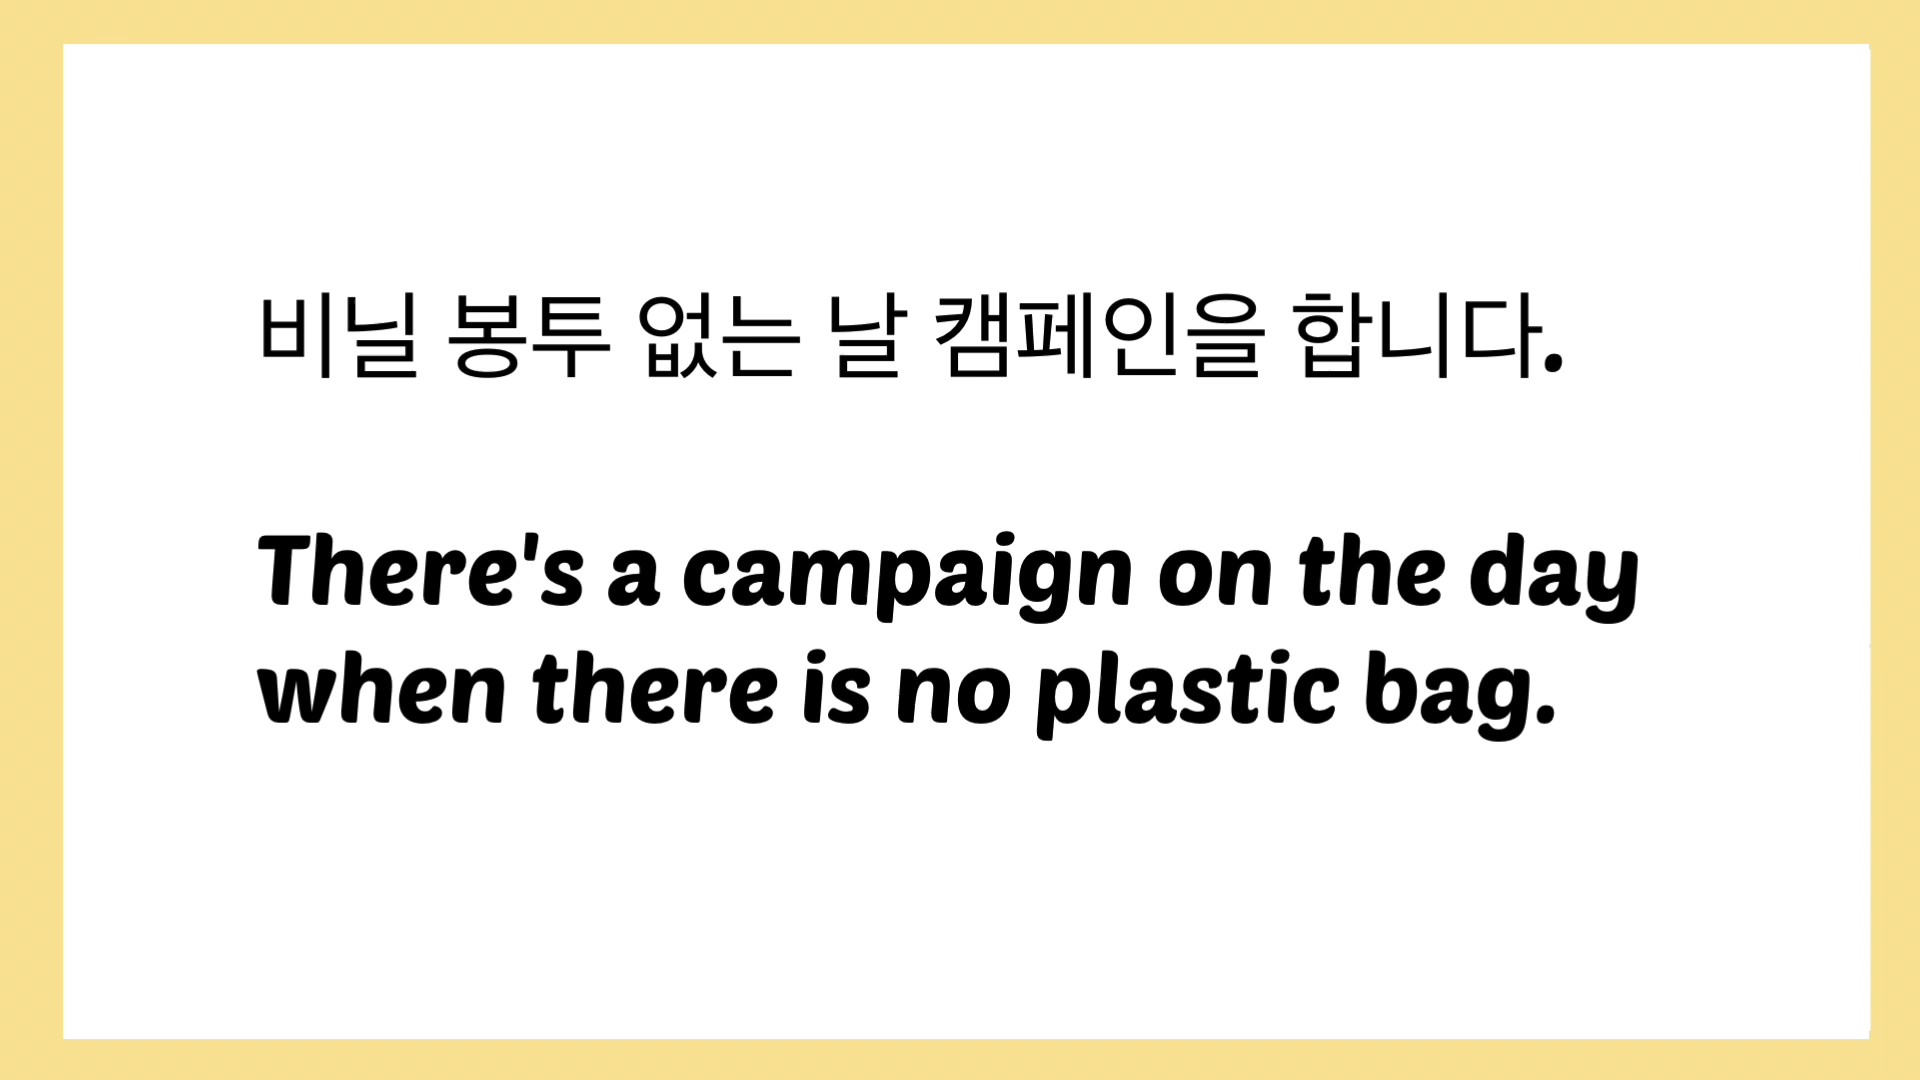 비닐 봉투 없는 날 캠페인을 합니다.
There's a campaign on the day
when there is no plastic bag.